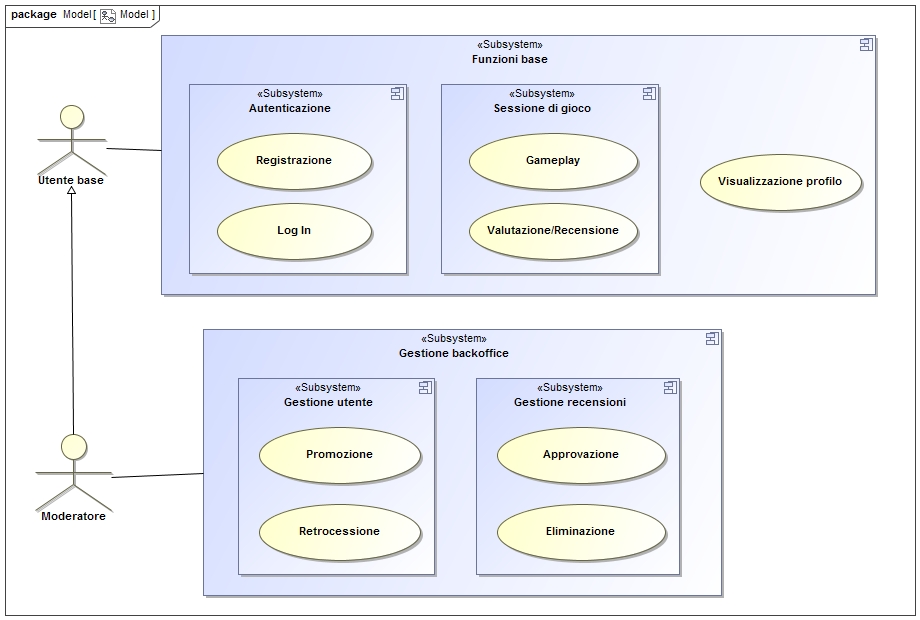 package Model [ Model ]
«Subsystem»
Funzioni base
«Subsystem»
Autenticazione
Registrazione
Log In
«Subsystem»
Sessione di gioco
Gameplay
Valutazione/Recensione
Visualizzazione profilo
Utente base
«Subsystem»
Gestione backoffice
«Subsystem»
Gestione utente
Promozione
Retrocessione
«Subsystem»
Gestione recensioni
Approvazione
Eliminazione
Moderatore